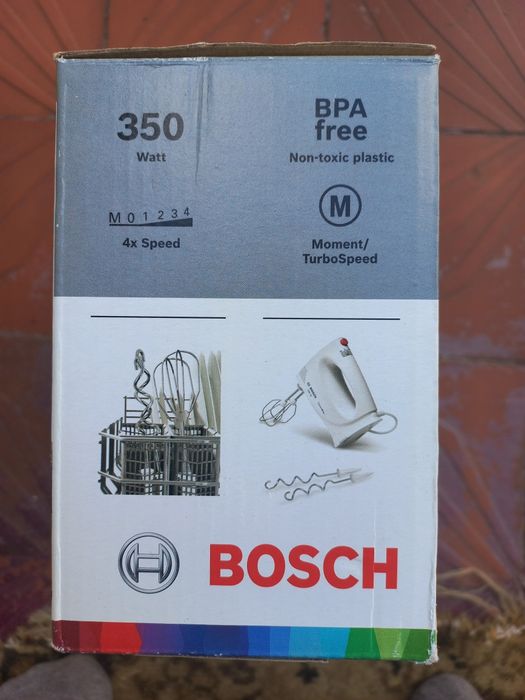 350
Watt
BPA
free
Non-toxic plastic
M 0 1 2 3 4
4x Speed
M
Moment/
TurboSpeed
BOSCH